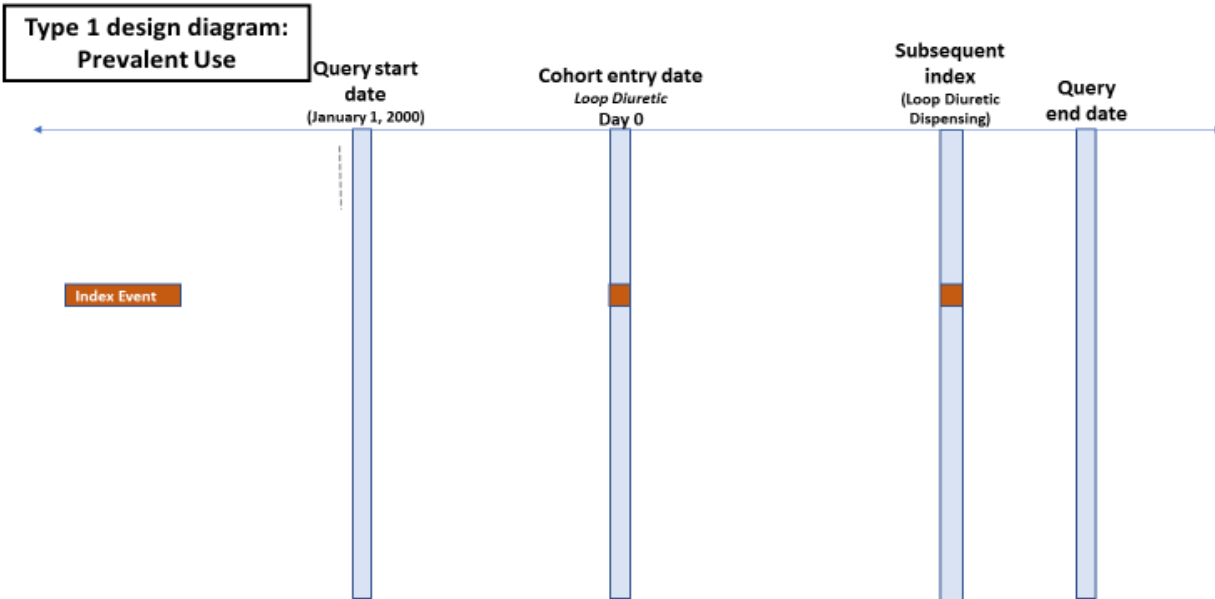 Type 1 design diagram:
Prevalent Use
Query start
date
(January 1, 2000)
Cohort entry date
Loop Diuretic
Day 0
Subsequent
index
(Loop Diuretic
Dispensing)
Query
end date
Index Event